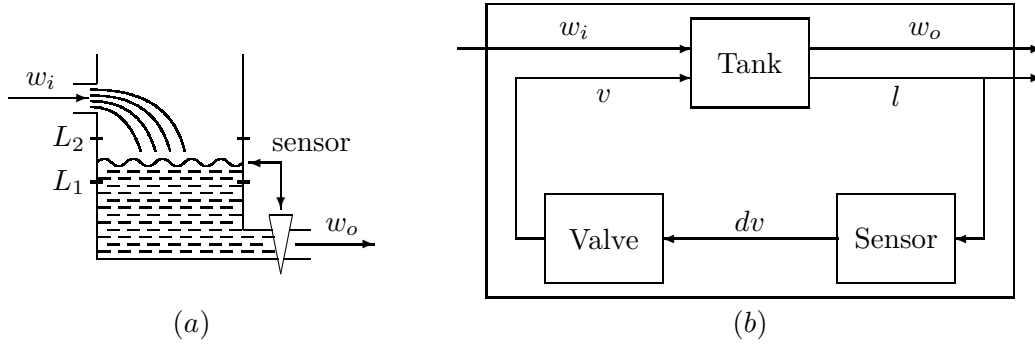 w_i
L_2
L_1
sensor
w_o
(a)
w_i
w_o
Tank
v
l
Valve
dv
Sensor
(b)